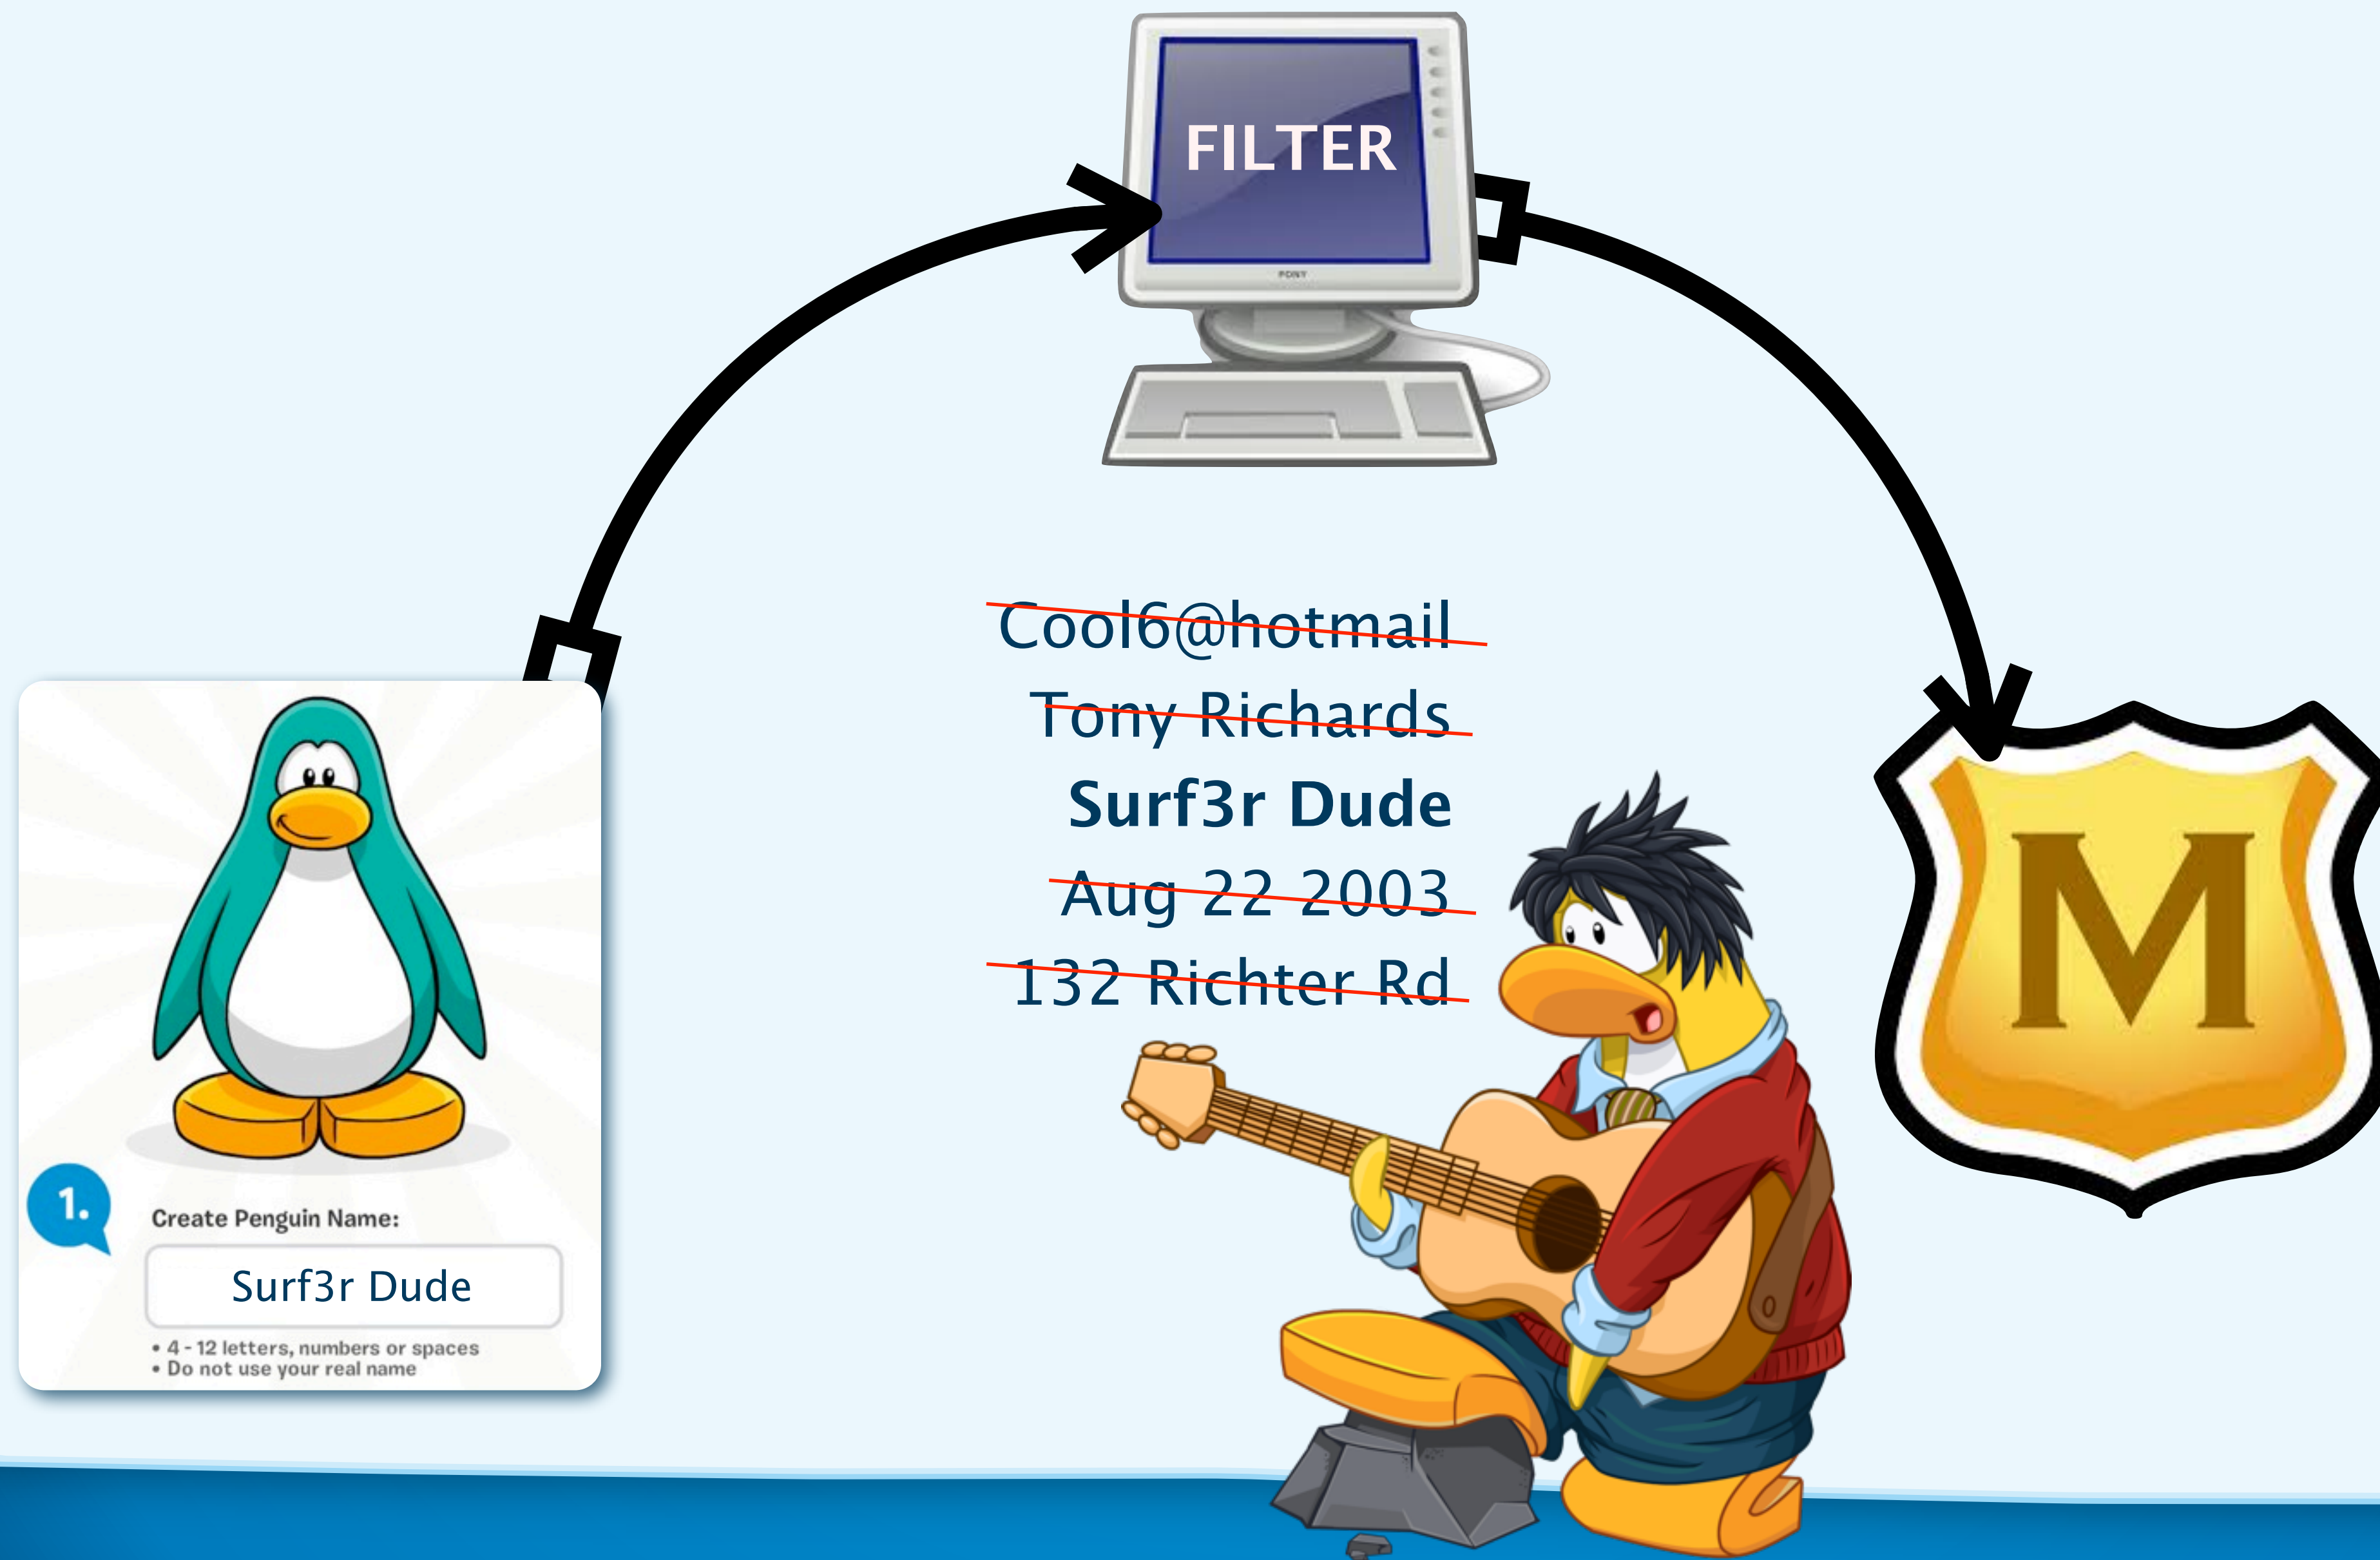 FILTER
PONY
Cool6@hotmail
Tony Richards
Surf3r Dude
Aug 22 2003
132 Richter Rd
M
1.
Create Penguin Name:
Surf3r Dude
• 4 - 12 letters, numbers or spaces
• Do not use your real name